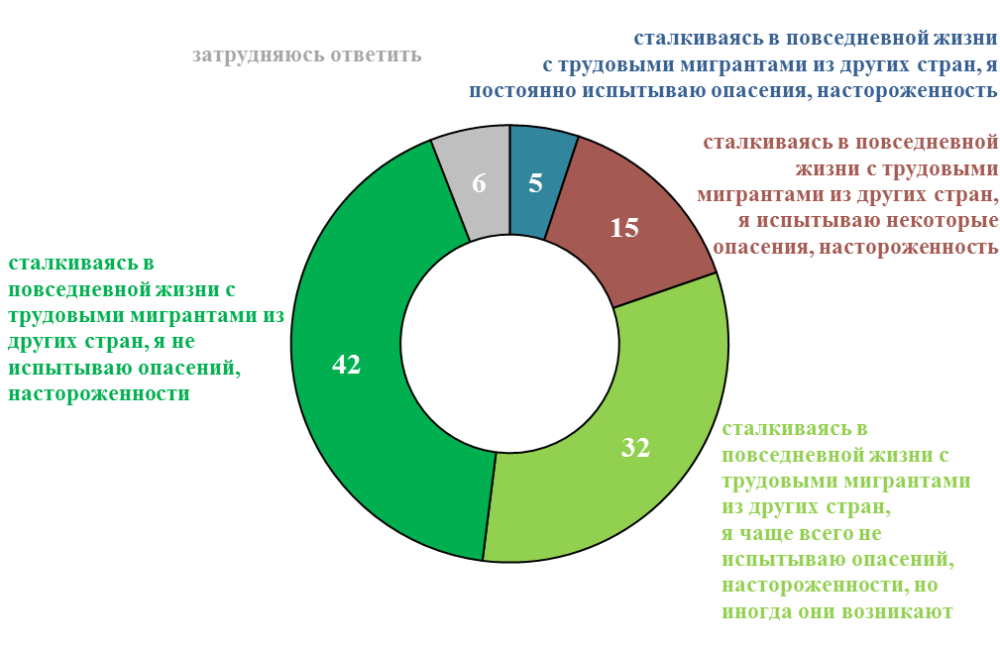 затрудняюсь ответить
сталкиваясь в повседневной жизни
с трудовыми мигрантами из других стран, я
постоянно испытываю опасения, настороженность
сталкиваясь в повседневной
жизни с трудовыми
мигрантами из других стран,
я испытываю некоторые
опасения, настороженность
6
5
15
сталкиваясь в
повседневной жизни с
трудовыми мигрантами из
других стран, я не
испытываю опасений,
настороженности
42
32
сталкиваясь в
повседневной жизни с
трудовыми мигрантами
из других стран,
я чаще всего не
испытываю опасений,
настороженности, но
иногда они возникают